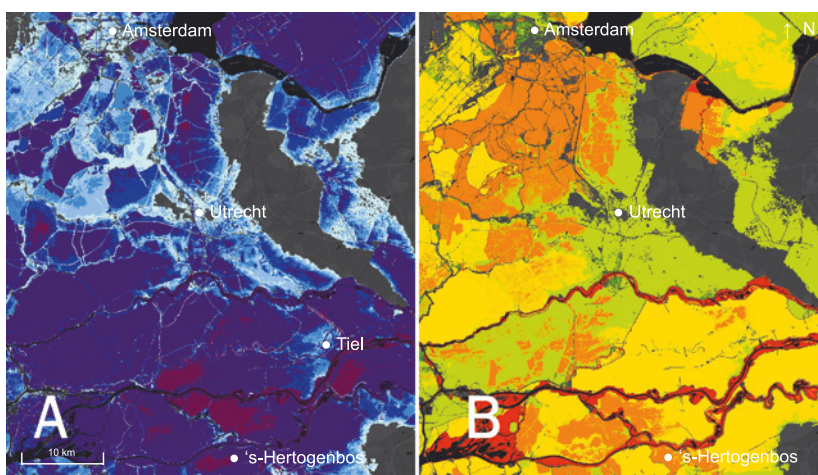 Amsterdam
Utrecht
Tiel
A
10 km
's-Hertogenbos
Amsterdam
↑ N
Utrecht
B
's-Hertogenbos